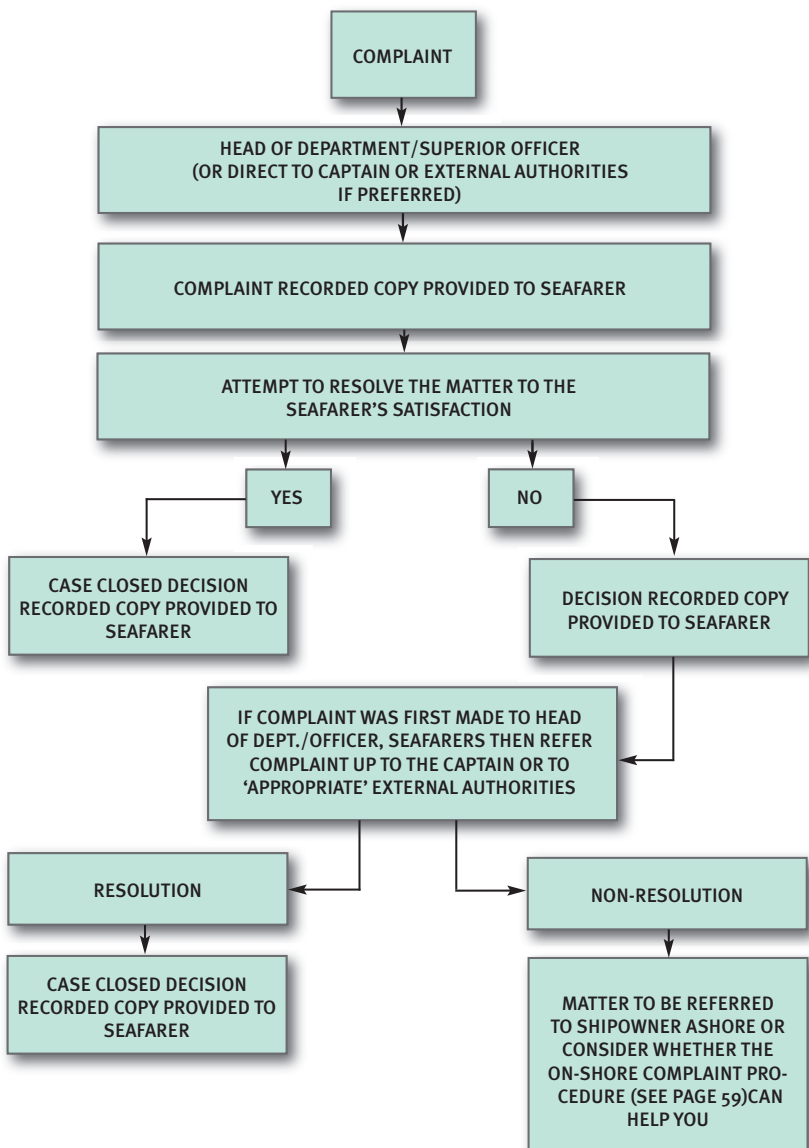 COMPLAINT
HEAD OF DEPARTMENT/SUPERIOR OFFICER
(OR DIRECT TO CAPTAIN OR EXTERNAL AUTHORITIES
IF PREFERRED)
COMPLAINT RECORDED COPY PROVIDED TO SEAFARER
ATTEMPT TO RESOLVE THE MATTER TO THE
SEAFARER'S SATISFACTION
YES
NO
CASE CLOSED DECISION
RECORDED COPY PROVIDED TO
SEAFARER
DECISION RECORDED COPY
PROVIDED TO SEAFARER
IF COMPLAINT WAS FIRST MADE TO HEAD
OF DEPT./OFFICER, SEAFARERS THEN REFER
COMPLAINT UP TO THE CAPTAIN OR TO
‘APPROPRIATE’ EXTERNAL AUTHORITIES
RESOLUTION
NON-RESOLUTION
CASE CLOSED DECISION
RECORDED COPY PROVIDED TO
SEAFARER
MATTER TO BE REFERRED
TO SHIPOWNER ASHORE OR
CONSIDER WHETHER THE
ON-SHORE COMPLAINT PRO-
CEDURE (SEE PAGE 59)CAN
HELP YOU